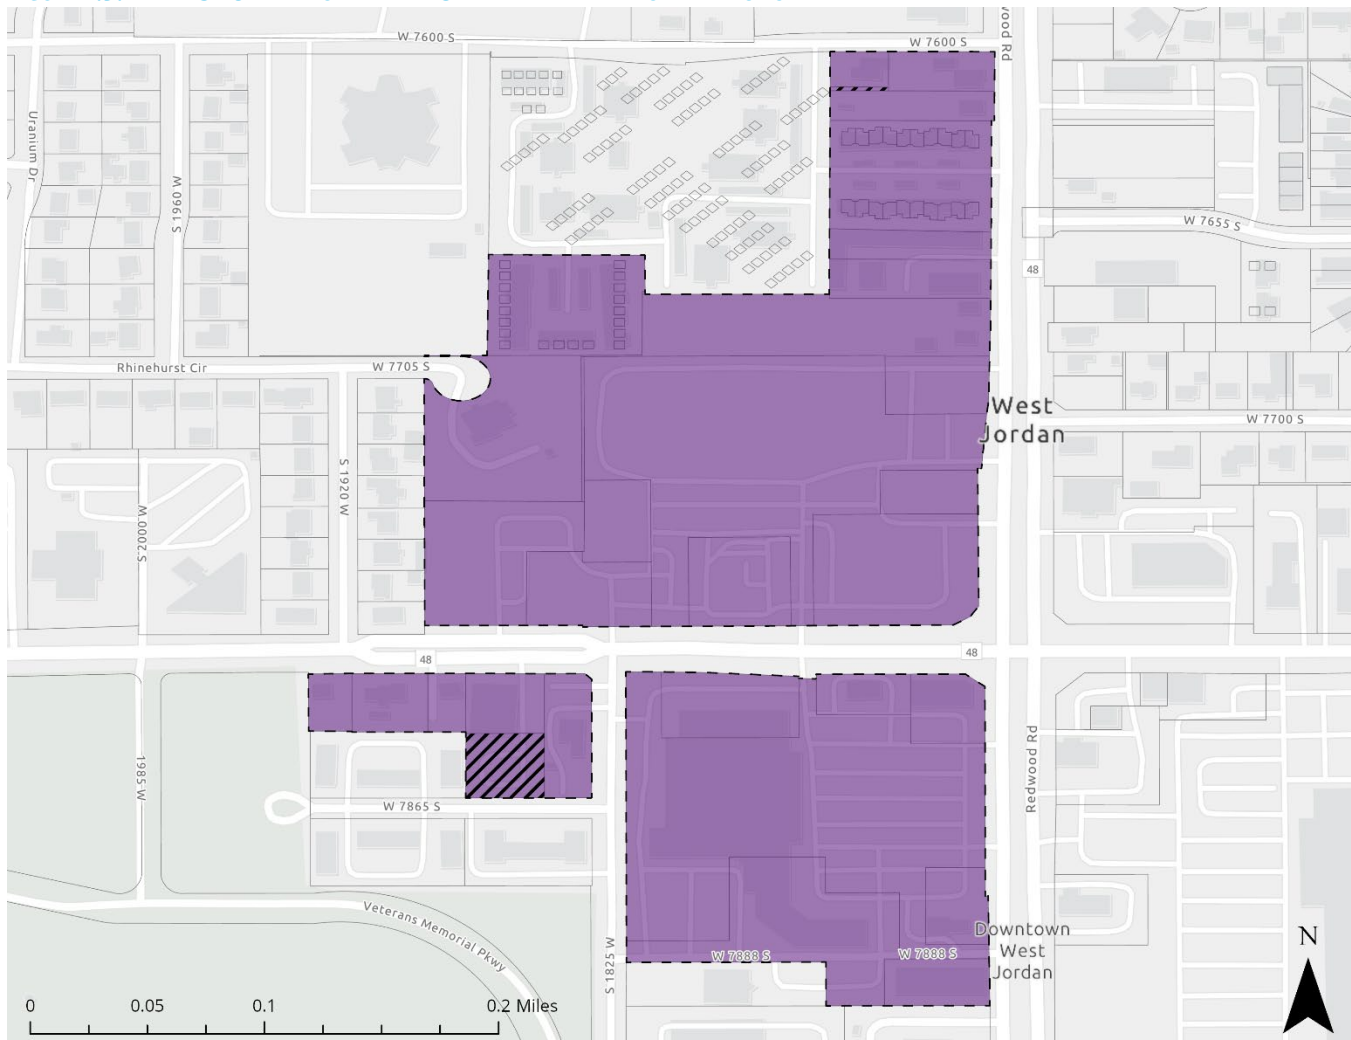 W 7600 S
W 7600 S
wood Rd
Uranium Dr
S 1960 W
W 7655 S
48
Rhinehurst Cir
W 7705 S
West
Jordan
W 7700 S
S 1920 W
W 0002 S
48
48
1985 W
W 7865 S
Redwood Rd
Veterans Memorial Pkwy
S 1825 W
W 7888 S
W 7888 S
Downtown
West
Jordan
N
0 0.05 0.1 0.2 Miles